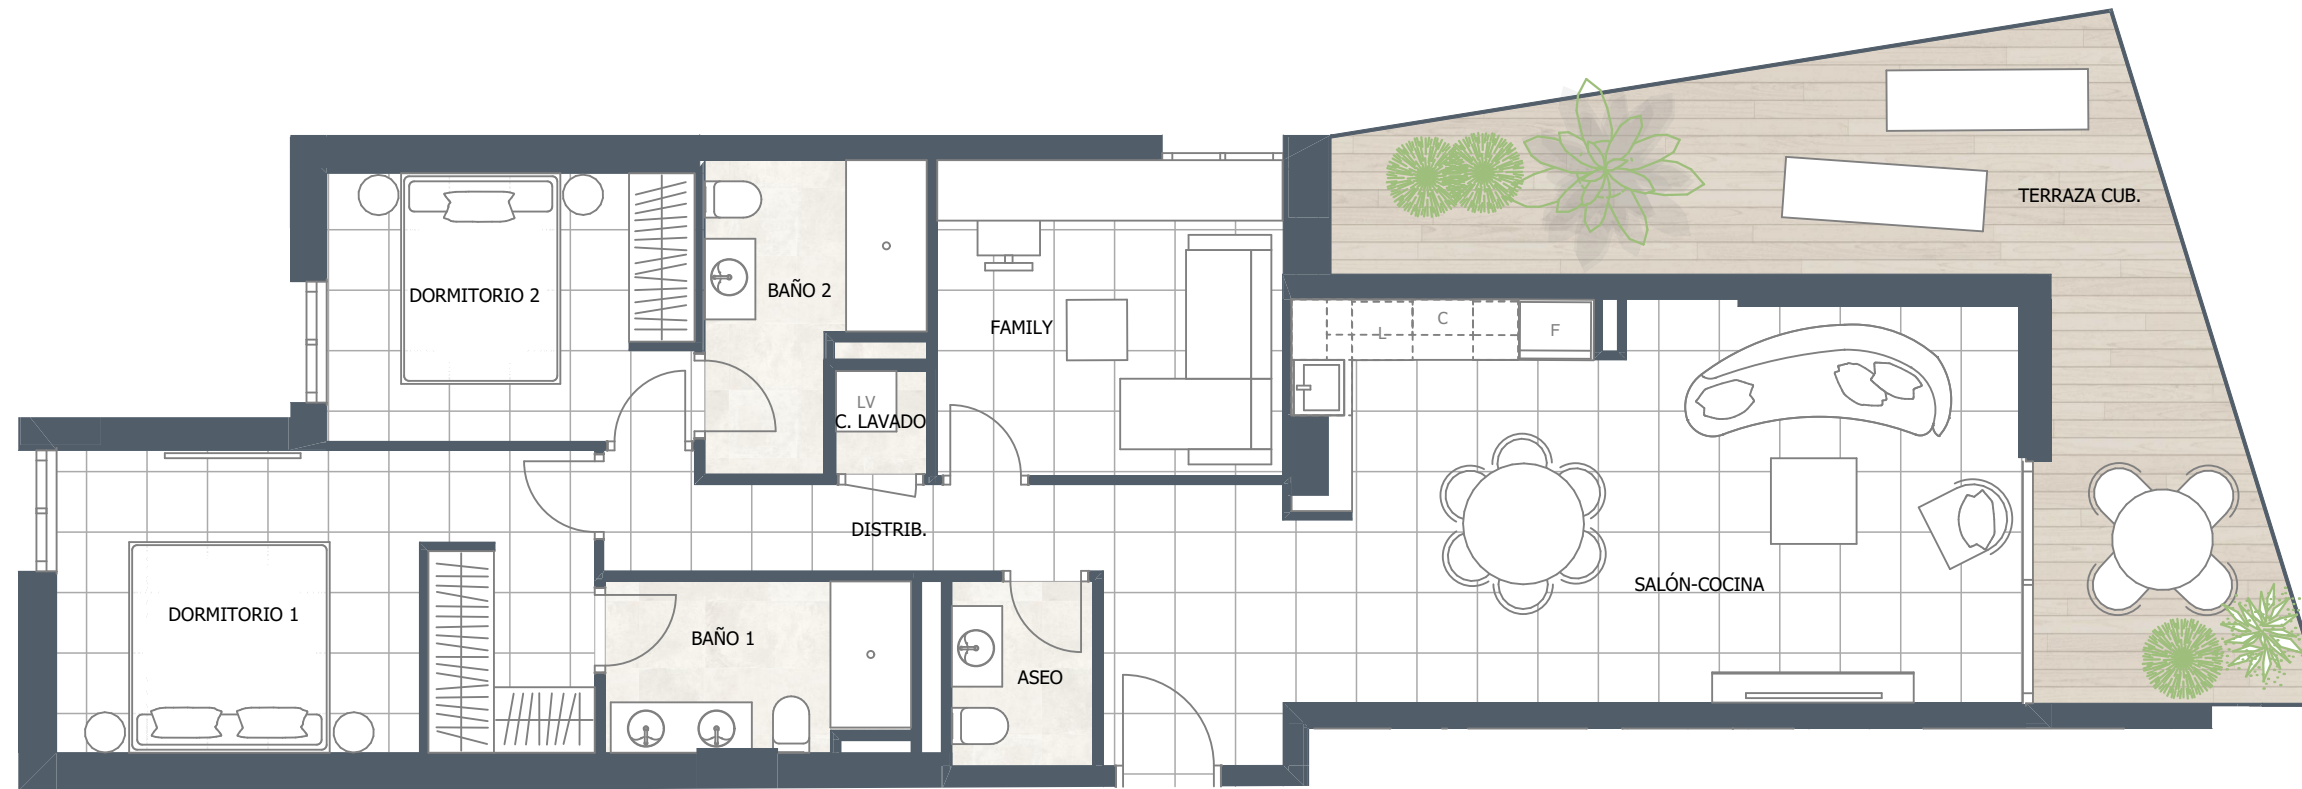 TERRAZA CUB.
DORMITORIO 2
BAÑO 2
FAMILY
L
C
F
LV
C. LAVADO
DISTRIB.
SALÓN-COCINA
DORMITORIO 1
BAÑO 1
ASEO